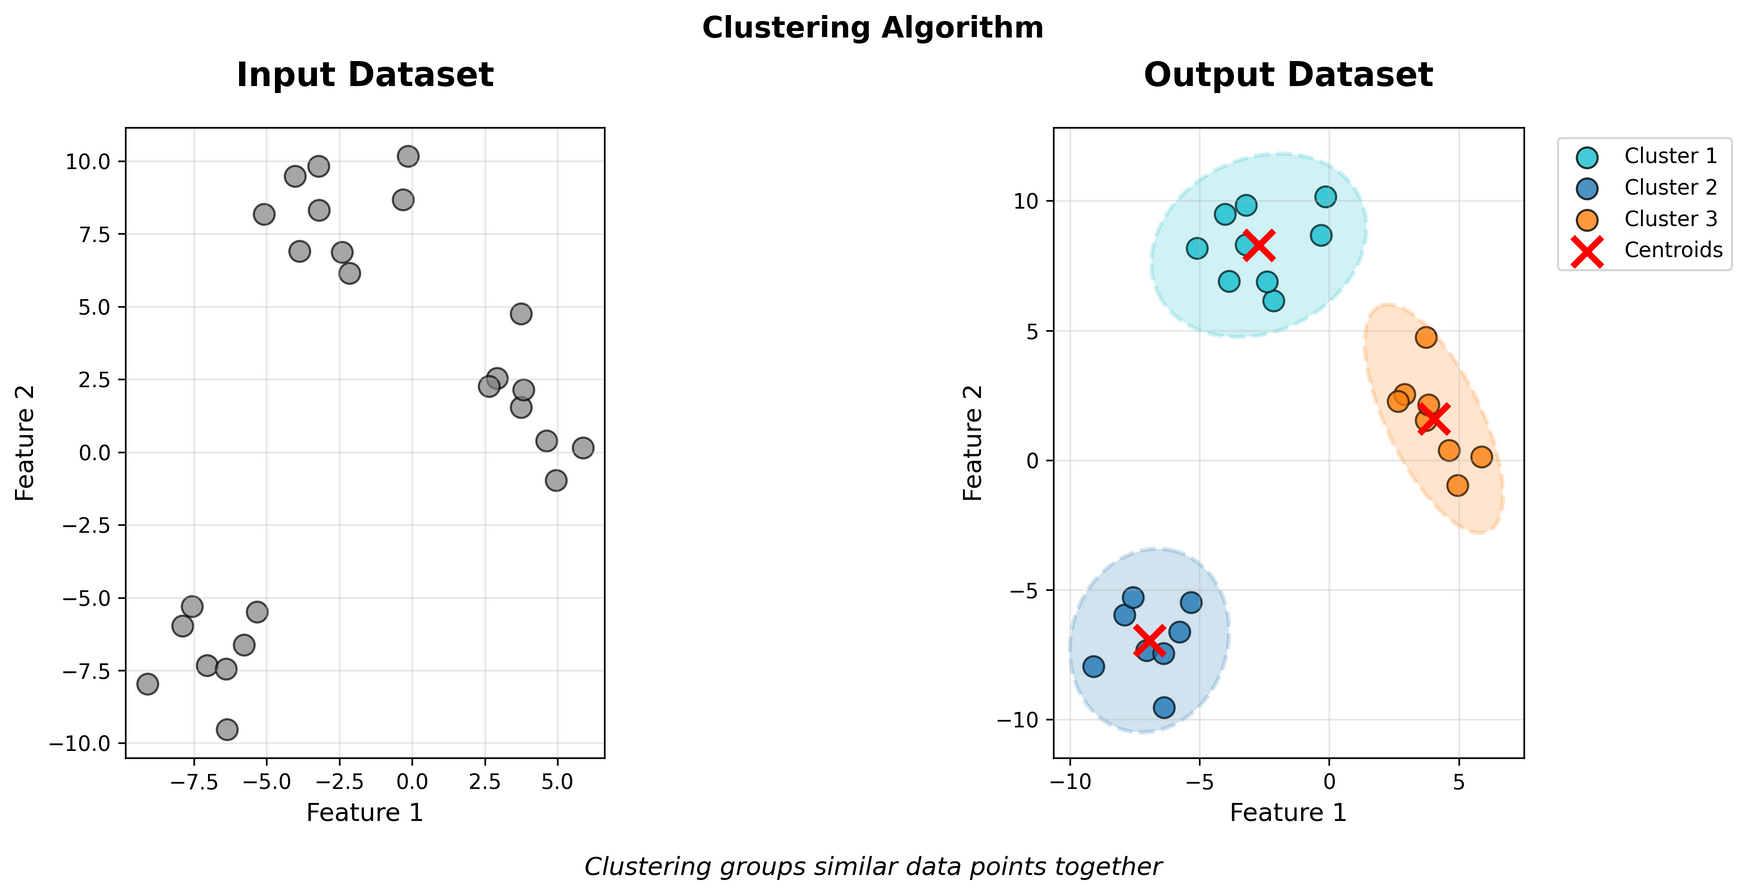 Clustering Algorithm
Input Dataset
10.0
7.5
5.0
2.5
0.0
−2.5
−5.0
−7.5
−10.0
Feature 2
−7.5 −5.0 −2.5 0.0 2.5 5.0
Feature 1
Output Dataset
10
5
0
−5
−10
Feature 2
−10 −5 0 5
Feature 1
Cluster 1
Cluster 2
Cluster 3
Centroids
Clustering groups similar data points together